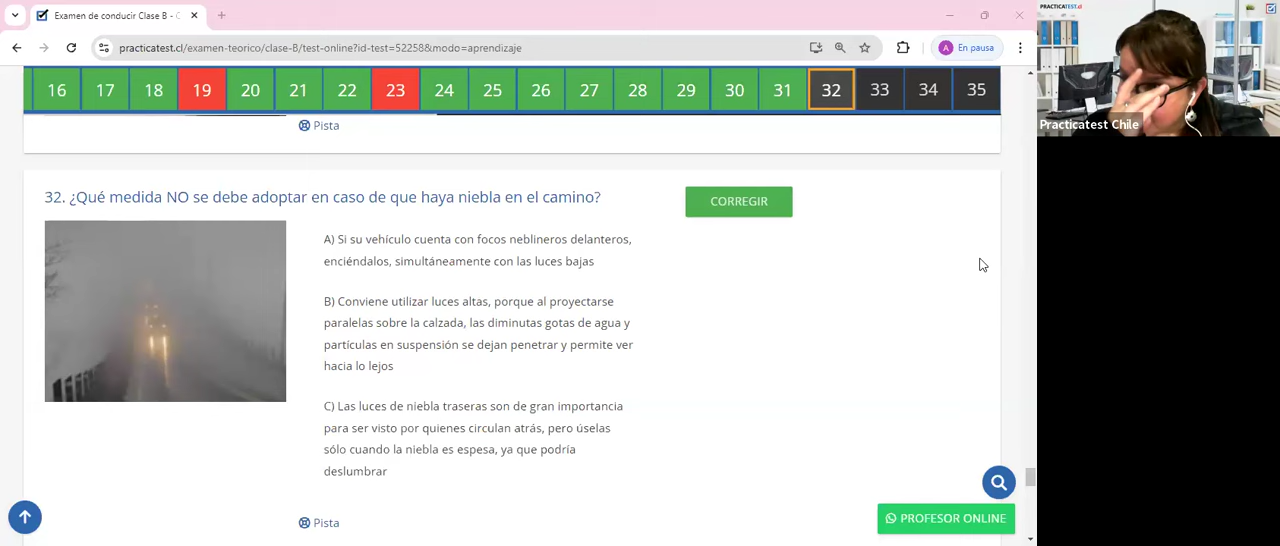 Examen de conducir Clase B - C
practicatest.cl/examen-teorico/clase-B/test-online?id-test=52258&modo=aprendizaje
En pausa
16 17 18 19 20 21 22 23 24 25 26 27 28 29 30 31 32 33 34 35
Pista
32. ¿Qué medida NO se debe adoptar en caso de que haya niebla en el camino?
CORREGIR
A) Si su vehículo cuenta con focos neblineros delanteros,
enciéndalos, simultáneamente con las luces bajas
B) Conviene utilizar luces altas, porque al proyectarse
paralelas sobre la calzada, las diminutas gotas de agua y
partículas en suspensión se dejan penetrar y permite ver
hacia lo lejos
C) Las luces de niebla traseras son de gran importancia
para ser visto por quienes circulan atrás, pero úselas
sólo cuando la niebla es espesa, ya que podría
deslumbrar
Pista
PROFESOR ONLINE
PRACTICATEST.cl
Practicatest Chile